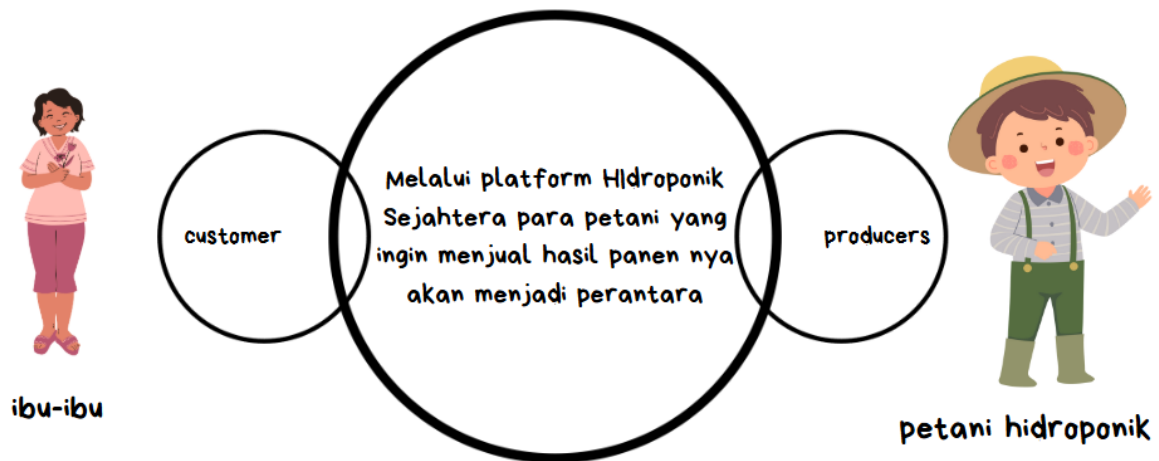 customer
Melalui platform HIdroponik
Sejahtera para petani yang
ingin menjual hasil panen nya
akan menjadi perantara
producers
ibu-ibu
petani hidroponik